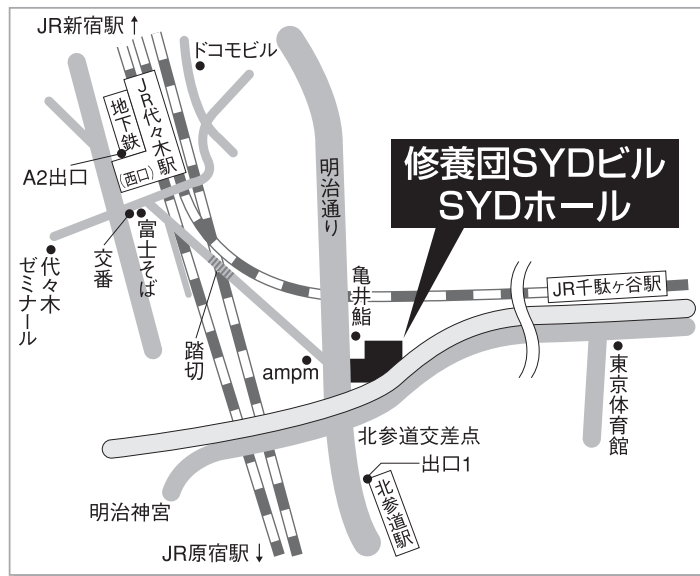 JR新宿駅↑
ドコモビル
JR代々木駅
(西口)
地下鉄
A2出口
修養団SYDビル
SYDホール
明治通り
交番
富士そば
代々木
ゼミナール
亀井鮨
JR千駄ヶ谷駅
踏切
ampm
東京体育館
北参道交差点
出口1
北参道駅
明治神宮
JR原宿駅↓